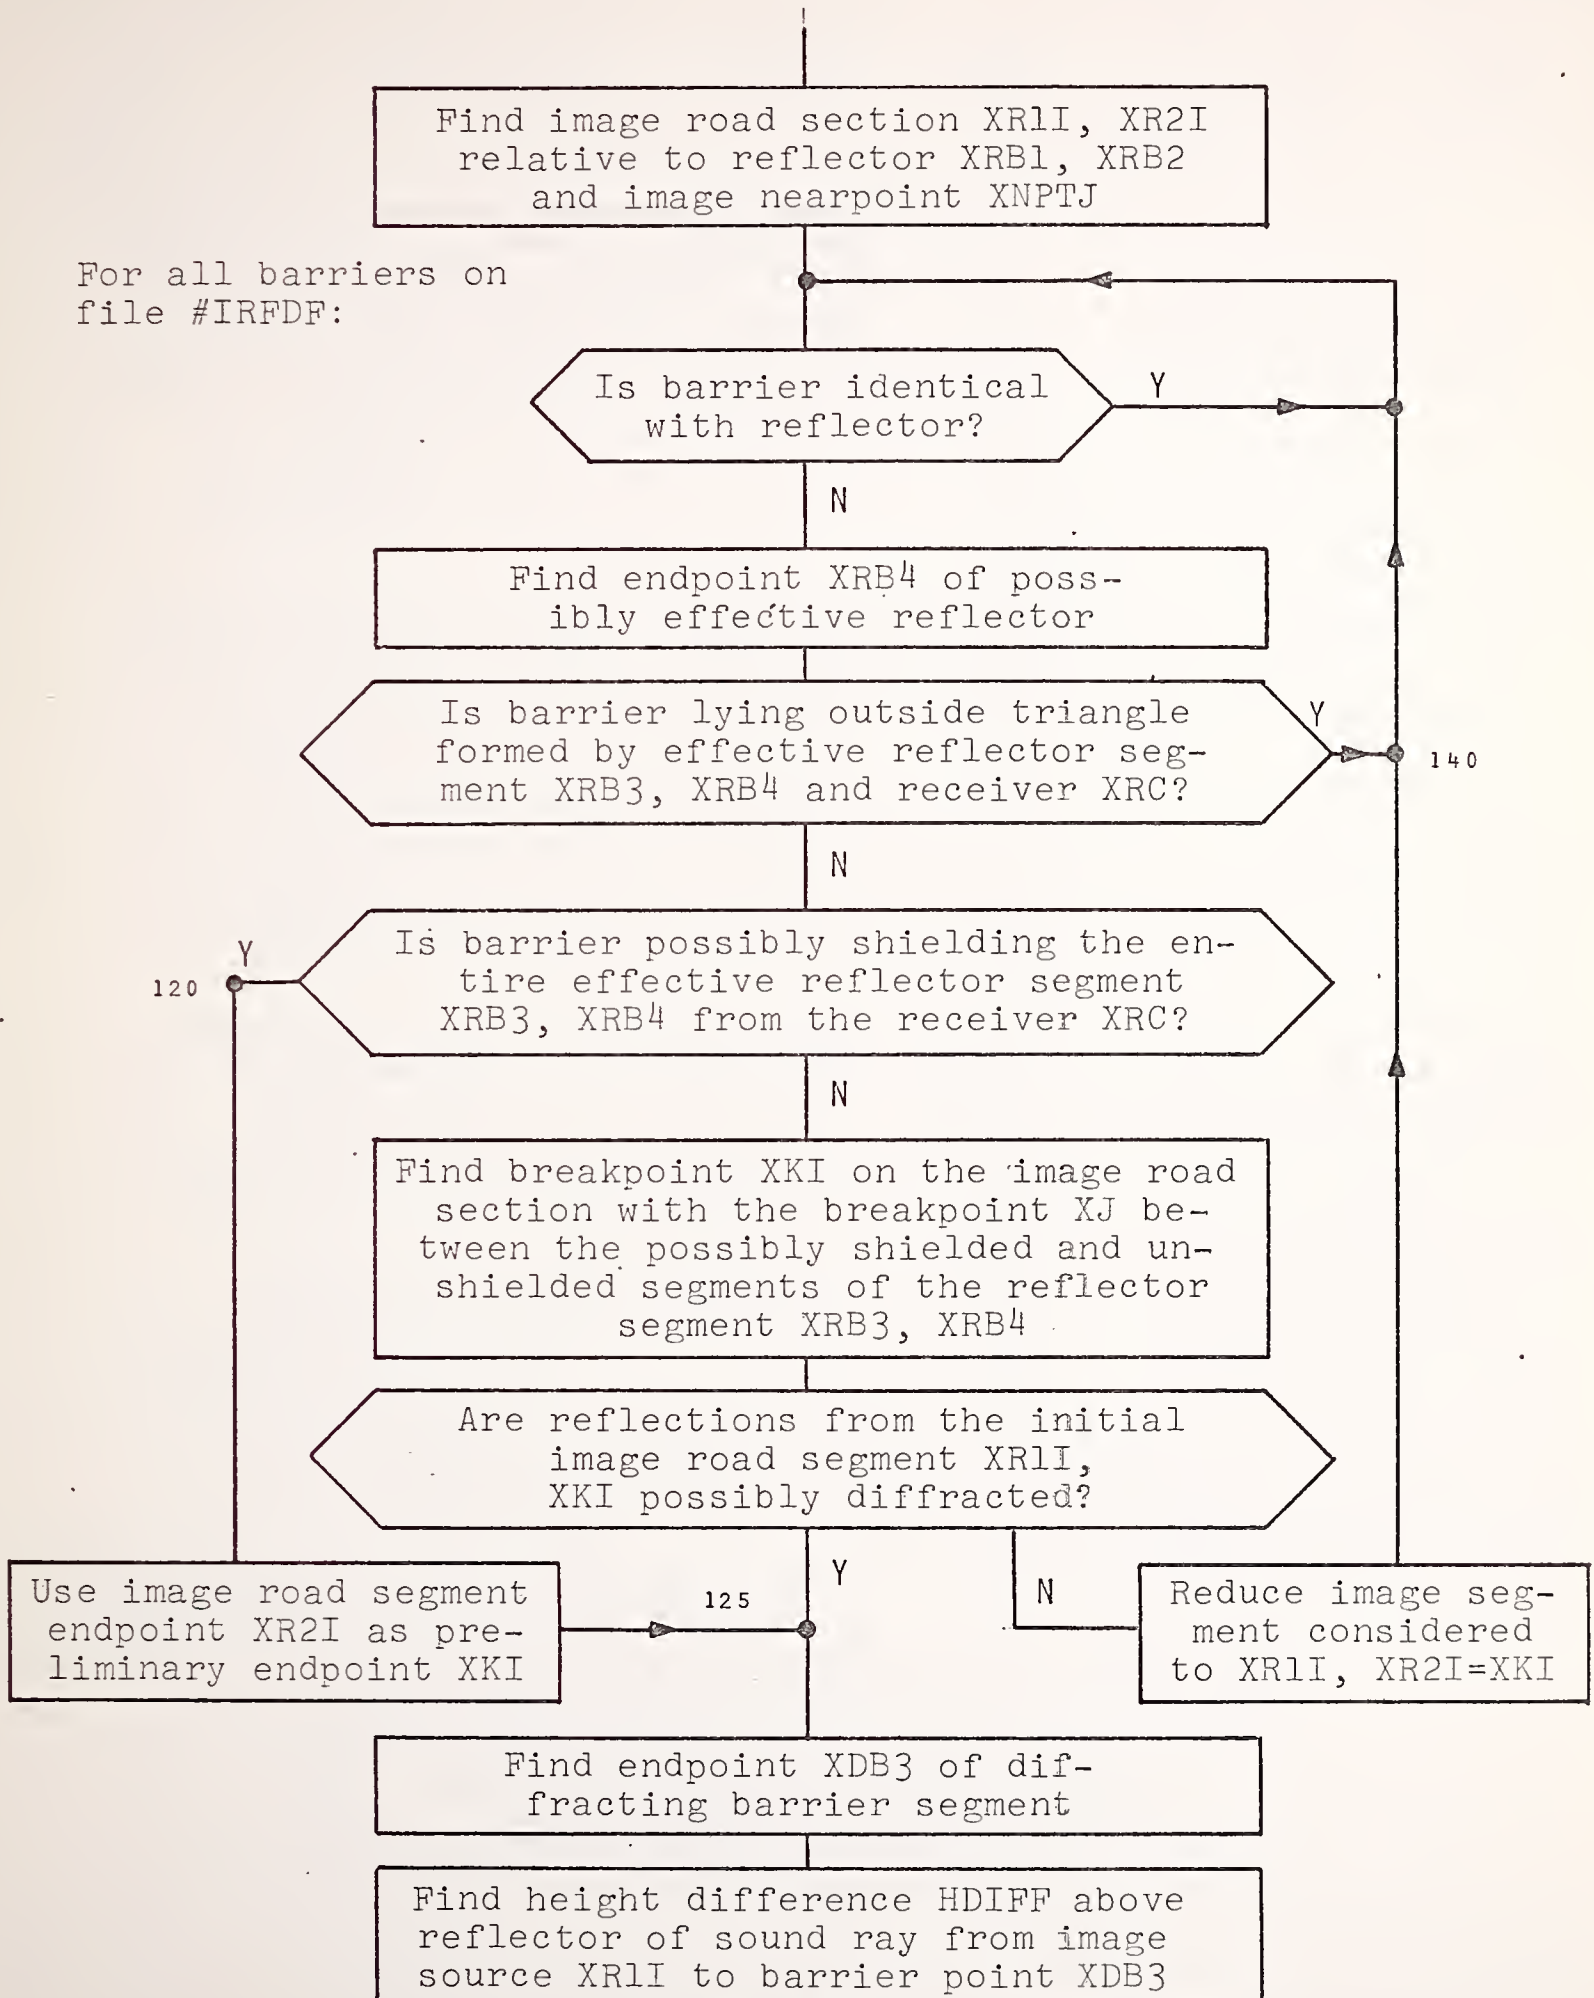 Find image road section XR1I, XR2I
relative to reflector XRB1, XRB2
and image nearpoint XNPTJ
For all barriers on
file #IRFDF:
Is barrier identical
with reflector?
Y
N
Find endpoint XRB4 of poss-
ibly effective reflector
Is barrier lying outside triangle
formed by effective reflector seg-
ment XRB3, XRB4 and receiver XRC?
Y
140
N
Is barrier possibly shielding the en-
tire effective reflector segment
XRB3, XRB4 from the receiver XRC?
Y
120
N
Find breakpoint XKI on the image road
section with the breakpoint XJ be-
tween the possibly shielded and un-
shielded segments of the reflector
segment XRB3, XRB4
Are reflections from the initial
image road segment XR1I,
XKI possibly diffracted?
Y
N
Use image road segment
endpoint XR2I as pre-
liminary endpoint XKI
125
Reduce image seg-
ment considered
to XR1I, XR2I=XKI
Find endpoint XDB3 of dif-
fracting barrier segment
Find height difference HDIFF above
reflector of sound ray from image
source XR1I to barrier point XDB3